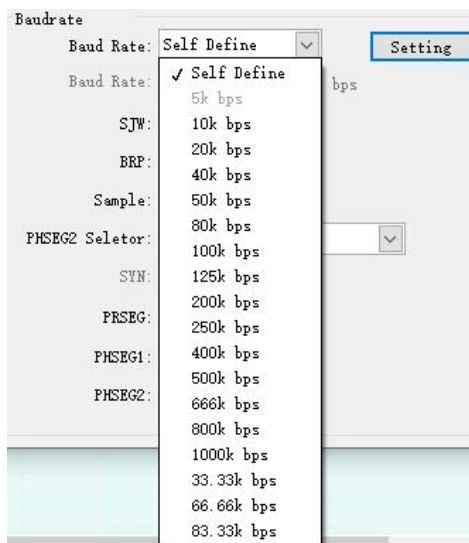 Baudrate
Baud Rate: Self Define Setting
✓ Self Define
Baud Rate: bps
5k bps
SJW: 10k bps
20k bps
BRP:
40k bps
Sample: 50k bps
80k bps
PHSEG2 Seletor:
100k bps
SYN: 125k bps
200k bps
PRSEG:
250k bps
PHSEG1: 400k bps
500k bps
PHSEG2:
666k bps
800k bps
1000k bps
33.33k bps
66.66k bps
83.33k bps